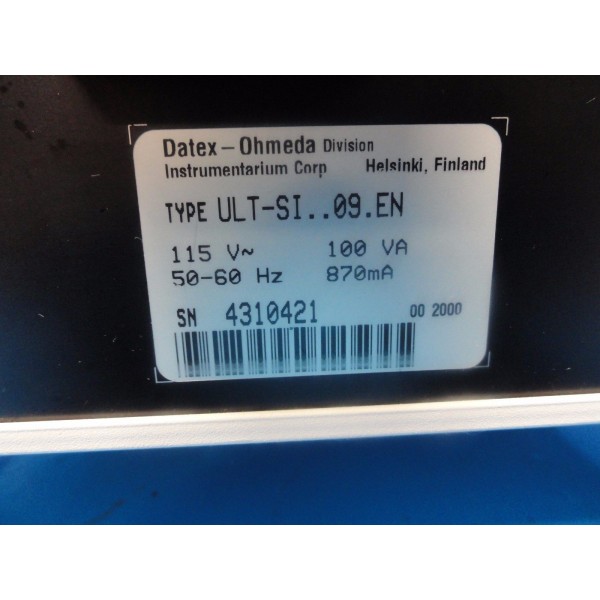 Datex – Ohmeda Division
Instrumentarium Corp Helsinki, Finland
TYPE ULT-SI..09.EN
115 V~ 100 VA
50-60 Hz 870mA
SN 4310421 00 2000